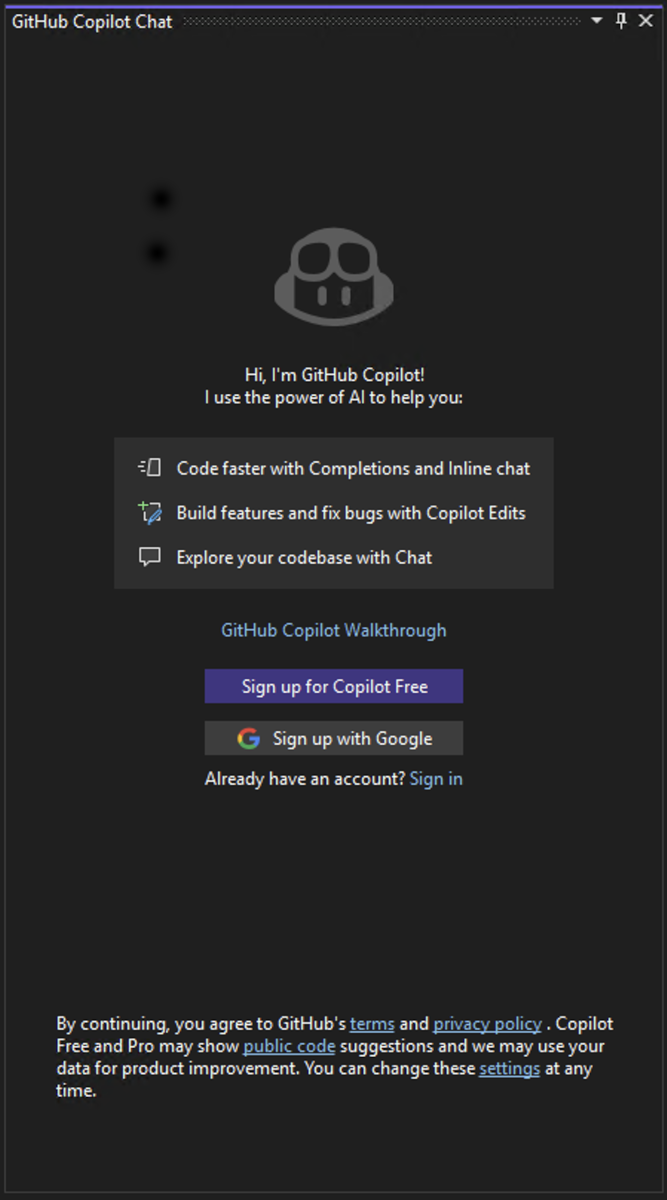 GitHub Copilot Chat
Hi, I'm GitHub Copilot!
I use the power of AI to help you:
Code faster with Completions and Inline chat
Build features and fix bugs with Copilot Edits
Explore your codebase with Chat
GitHub Copilot Walkthrough
Sign up for Copilot Free
Sign up with Google
Already have an account? Sign in
By continuing, you agree to GitHub's terms and privacy policy . Copilot
Free and Pro may show public code suggestions and we may use your
data for product improvement. You can change these settings at any
time.